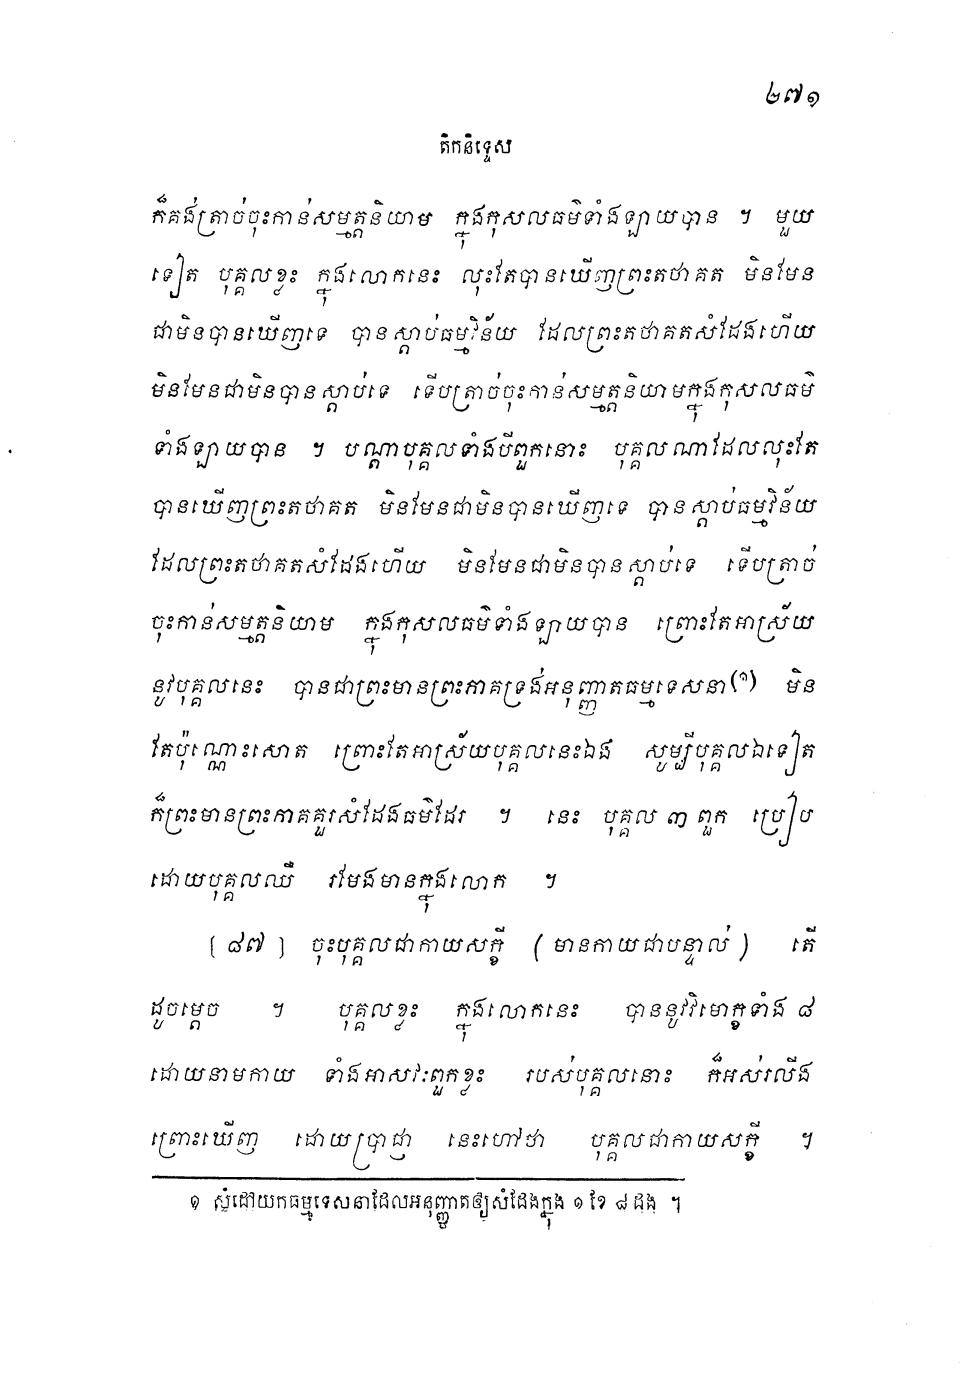 ២៧១
តិកនិទ្ទេស
ក៏គង់ត្រាច់ចុះកាន់សម្មត្តនិយាម ក្នុងកុសលធម៌ទាំងឡាយបាន ។ មួយ
ទៀត បុគ្គលខ្លះ ក្នុងលោកនេះ លុះតែបានឃើញព្រះតថាគត មិនមែន
ជាមិនបានឃើញទេ បានស្តាប់ធម្មវិន័យ ដែលព្រះតថាគតសំដែងហើយ
មិនមែនជាមិនបានស្តាប់ទេ ទើបត្រាច់ចុះកាន់សម្មត្តនិយាមក្នុងកុសលធម៌
ទាំងឡាយបាន ។ បណ្តាបុគ្គលទាំងបីពួកនោះ បុគ្គលណាដែលលុះតែ
បានឃើញព្រះតថាគត មិនមែនជាមិនបានឃើញទេ បានស្តាប់ធម្មវិន័យ
ដែលព្រះតថាគតសំដែងហើយ មិនមែនជាមិនបានស្តាប់ទេ ទើបត្រាច់
ចុះកាន់សម្មត្តនិយាម ក្នុងកុសលធម៌ទាំងឡាយបាន ព្រោះតែអាស្រ័យ
នូវបុគ្គលនេះ បានជាព្រះមានព្រះភាគទ្រង់អនុញ្ញាតធម្មទេសនា(១) មិន
តែប៉ុណ្ណោះសោត ព្រោះតែអាស្រ័យបុគ្គលនេះឯង សូម្បីបុគ្គលឯទៀត
ក៏ព្រះមានព្រះភាគគួរសំដែងធម៌ដែរ ។ នេះ បុគ្គល ៣ ពួក ប្រៀប
ដោយបុគ្គលឈឺ រមែងមានក្នុងលោក ។
[ ៨៧ ] ចុះបុគ្គលជាកាយសក្ខី ( មានកាយជាបន្ទាល់ ) តើ
ដូចម្តេច ។ បុគ្គលខ្លះ ក្នុងលោកនេះ បាននូវវិមោក្ខទាំង ៨
ដោយនាមកាយ ទាំងអាសវៈពួកខ្លះ របស់បុគ្គលនោះ ក៏អស់រលីង
ព្រោះឃើញ ដោយប្រាជ្ញា នេះហៅថា បុគ្គលជាកាយសក្ខី ។
១ សំដៅយកធម្មទេសនាដែលអនុញ្ញាតឲ្យសំដែងក្នុង ១ ខែ ៨ ដង ។